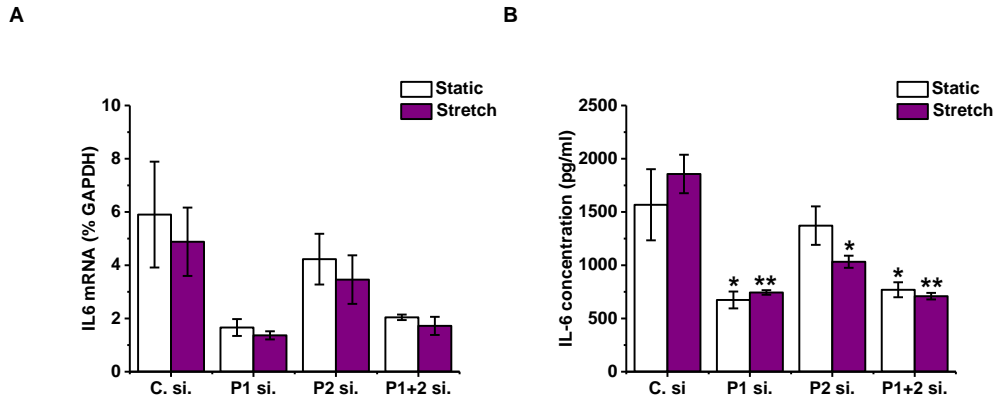 A
Static
Stretch
IL6 mRNA (% GAPDH)
10
8
6
4
2
0
C. si.
P1 si.
P2 si.
P1+2 si.
B
Static
Stretch
IL-6 concentration (pg/ml)
2500
2000
1500
1000
500
0
*
**
*
*
**
C. si
P1 si.
P2 si.
P1+2 si.